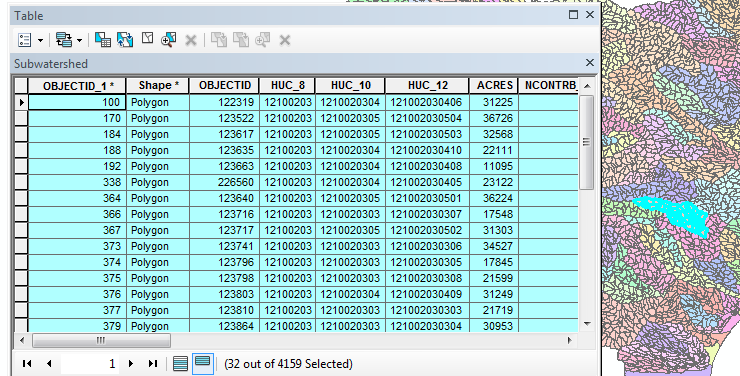 Table
Subwatershed
OBJECTID_1 * Shape * OBJECTID HUC_8 HUC_10 HUC_12 ACRES NCONTRB_
100 Polygon 122319 12100203 1210020304 121002030406 31225
170 Polygon 123522 12100203 1210020305 121002030504 36726
184 Polygon 123617 12100203 1210020305 121002030503 32568
188 Polygon 123635 12100203 1210020304 121002030410 22111
192 Polygon 123663 12100203 1210020304 121002030408 11095
338 Polygon 226560 12100203 1210020304 121002030405 23122
364 Polygon 123640 12100203 1210020305 121002030501 36224
366 Polygon 123716 12100203 1210020303 121002030307 17548
367 Polygon 123717 12100203 1210020305 121002030502 31303
373 Polygon 123741 12100203 1210020303 121002030306 34527
374 Polygon 123796 12100203 1210020303 121002030305 17845
375 Polygon 123798 12100203 1210020303 121002030308 21599
376 Polygon 123803 12100203 1210020304 121002030409 31249
377 Polygon 123810 12100203 1210020303 121002030303 21719
379 Polygon 123864 12100203 1210020303 121002030304 30953
1 (32 out of 4159 Selected)